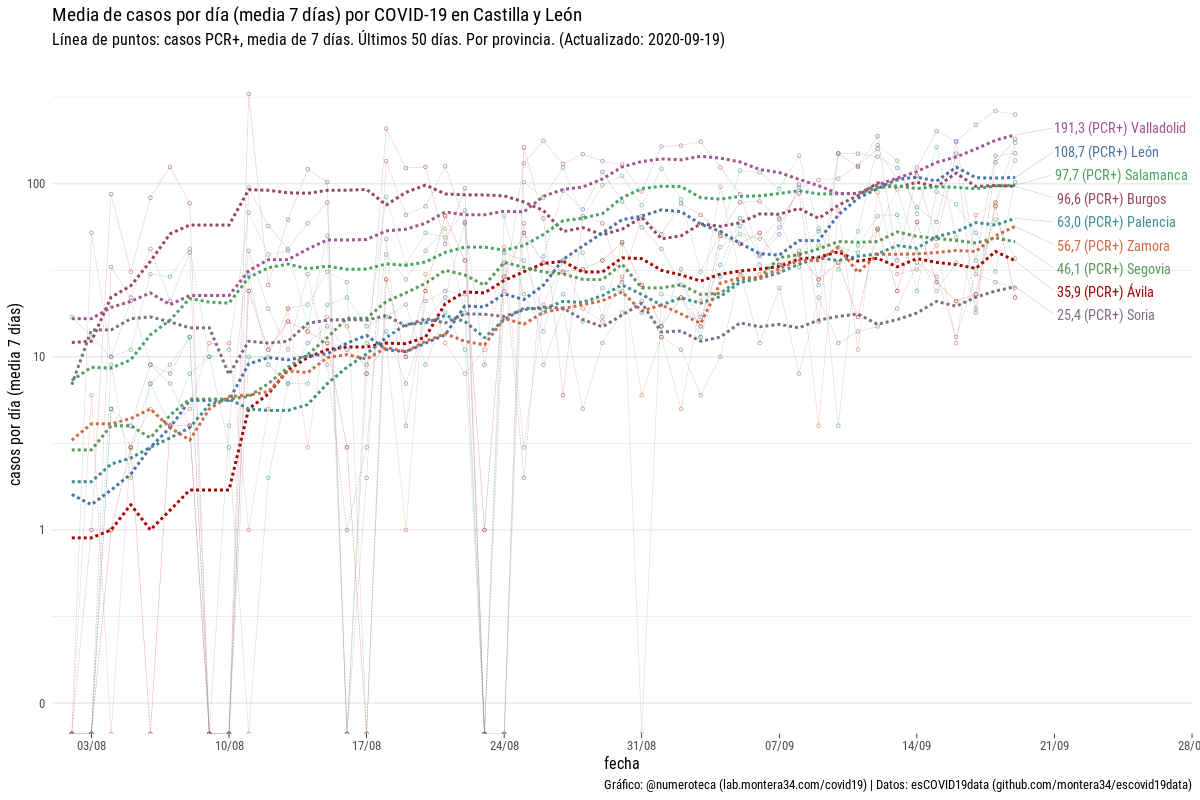 Media de casos por día (media 7 días) por COVID-19 en Castilla y León
Línea de puntos: casos PCR+, media de 7 días. Últimos 50 días. Por provincia. (Actualizado: 2020-09-19)
casos por día (media 7 días)
100
10
1
0
191,3 (PCR+) Valladolid
108,7 (PCR+) León
97,7 (PCR+) Salamanca
96,6 (PCR+) Burgos
63,0 (PCR+) Palencia
56,7 (PCR+) Zamora
46,1 (PCR+) Segovia
35,9 (PCR+) Ávila
25,4 (PCR+) Soria
03/08 10/08 17/08 24/08 31/08 07/09 14/09 21/09 28/0
fecha
Gráfico: @numeroteca (lab.montera34.com/covid19) | Datos: esCOVID19data (github.com/montera34/escovid19data)